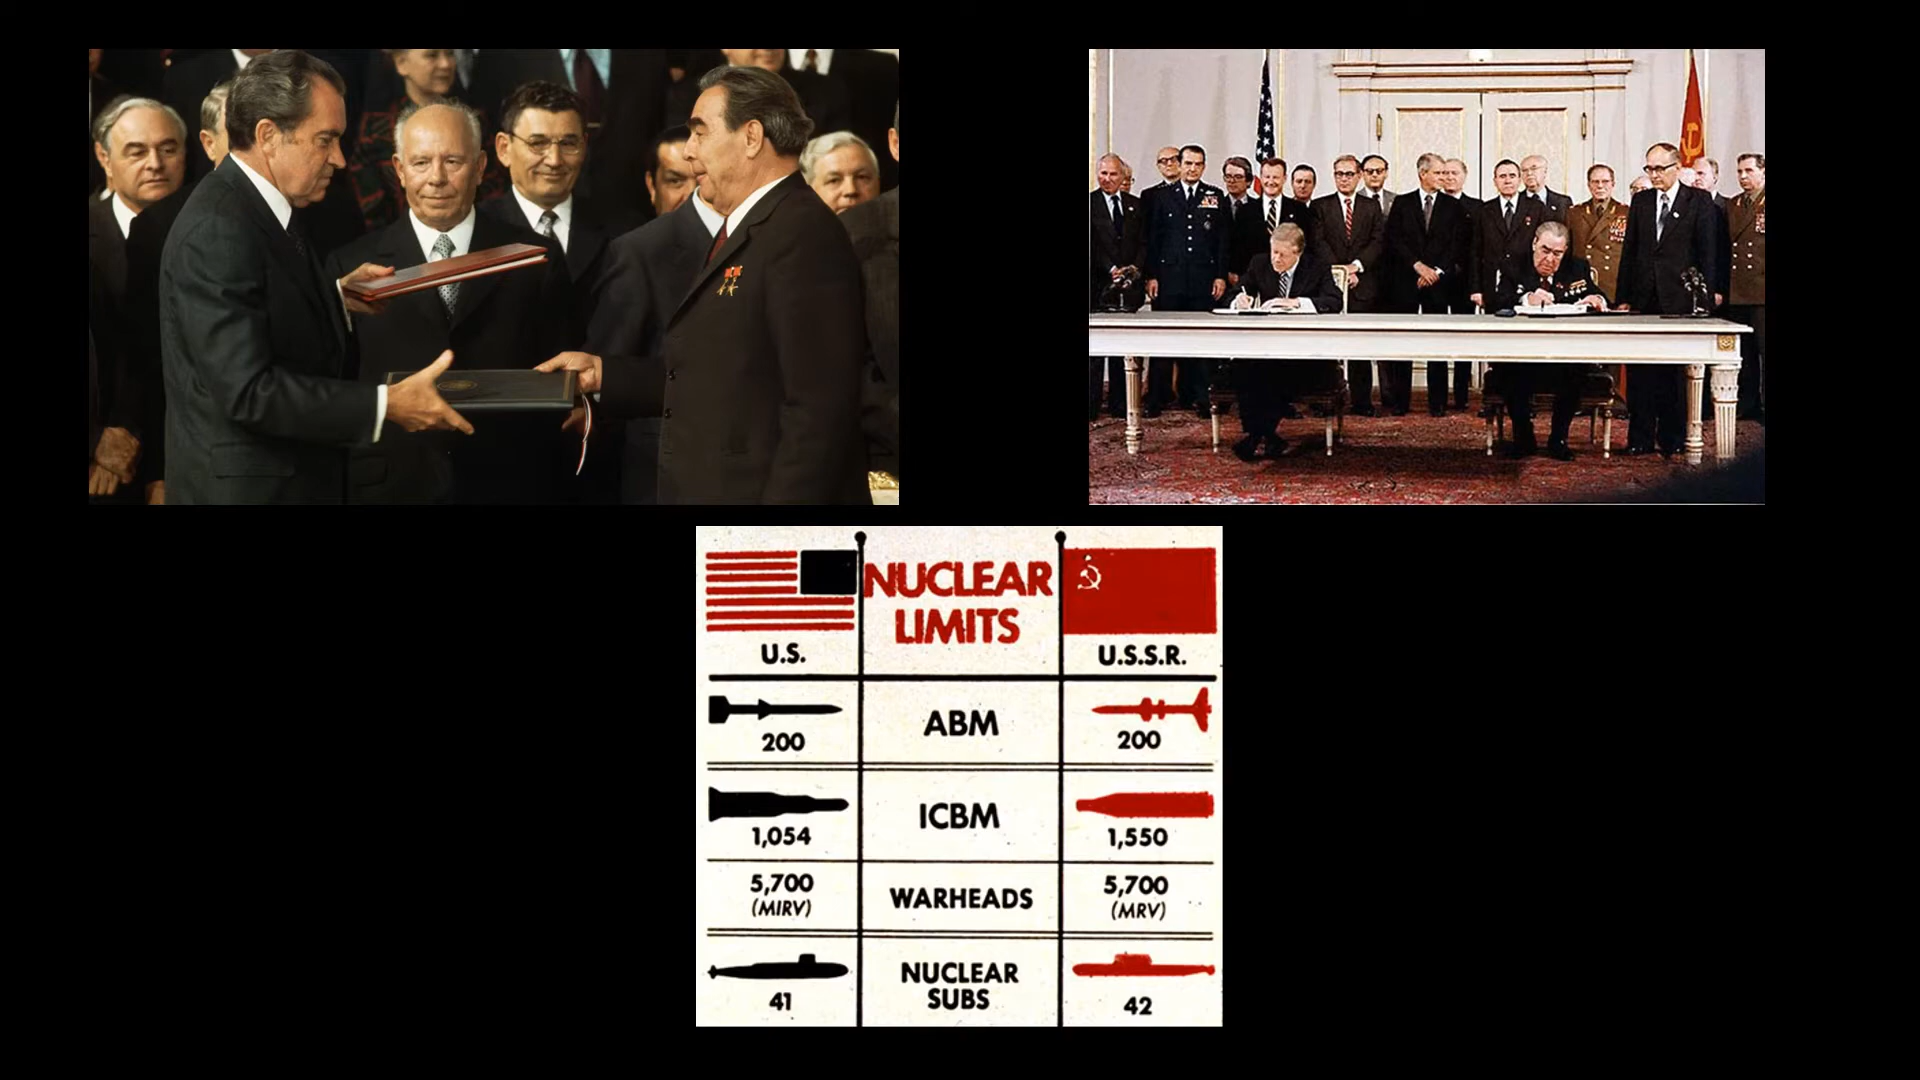 NUCLEAR
LIMITS
U.S.
U.S.S.R.
200
ABM
200
1,054
ICBM
1,550
5,700
(MIRV)
WARHEADS
5,700
(MRV)
41
NUCLEAR
SUBS
42